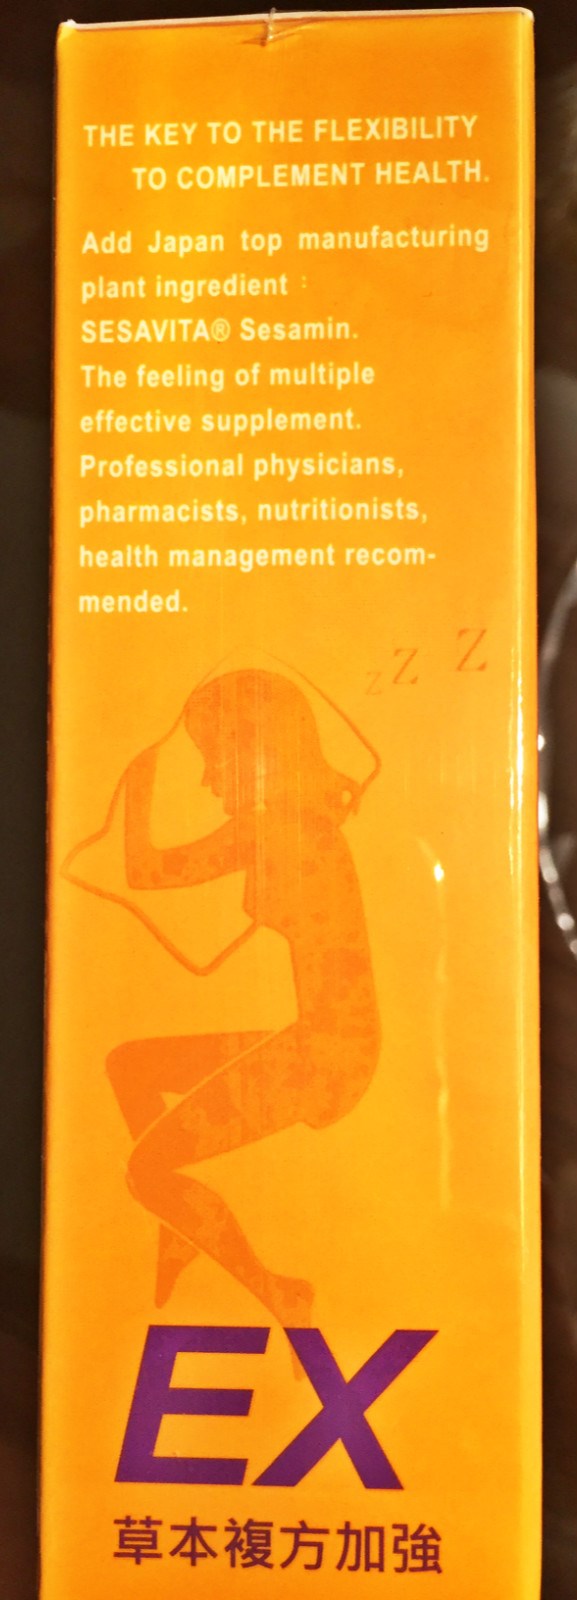 THE KEY TO THE FLEXIBILITY
TO COMPLEMENT HEALTH.
Add Japan top manufacturing
plant ingredient :
SESAVITA® Sesamin.
The feeling of multiple
effective supplement.
Professional physicians,
pharmacists, nutritionists,
health management recom-
mended.
z Z Z
EX
草本複方加強